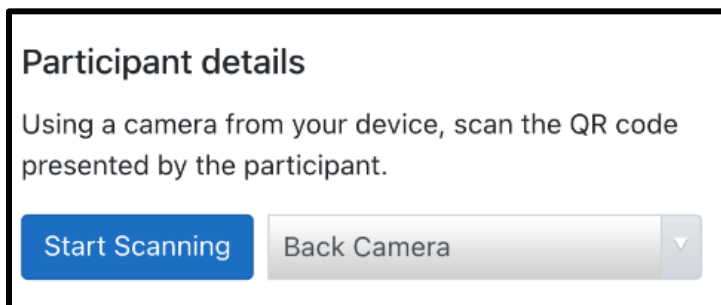 Participant details
Using a camera from your device, scan the QR code
presented by the participant.
Start Scanning
Back Camera